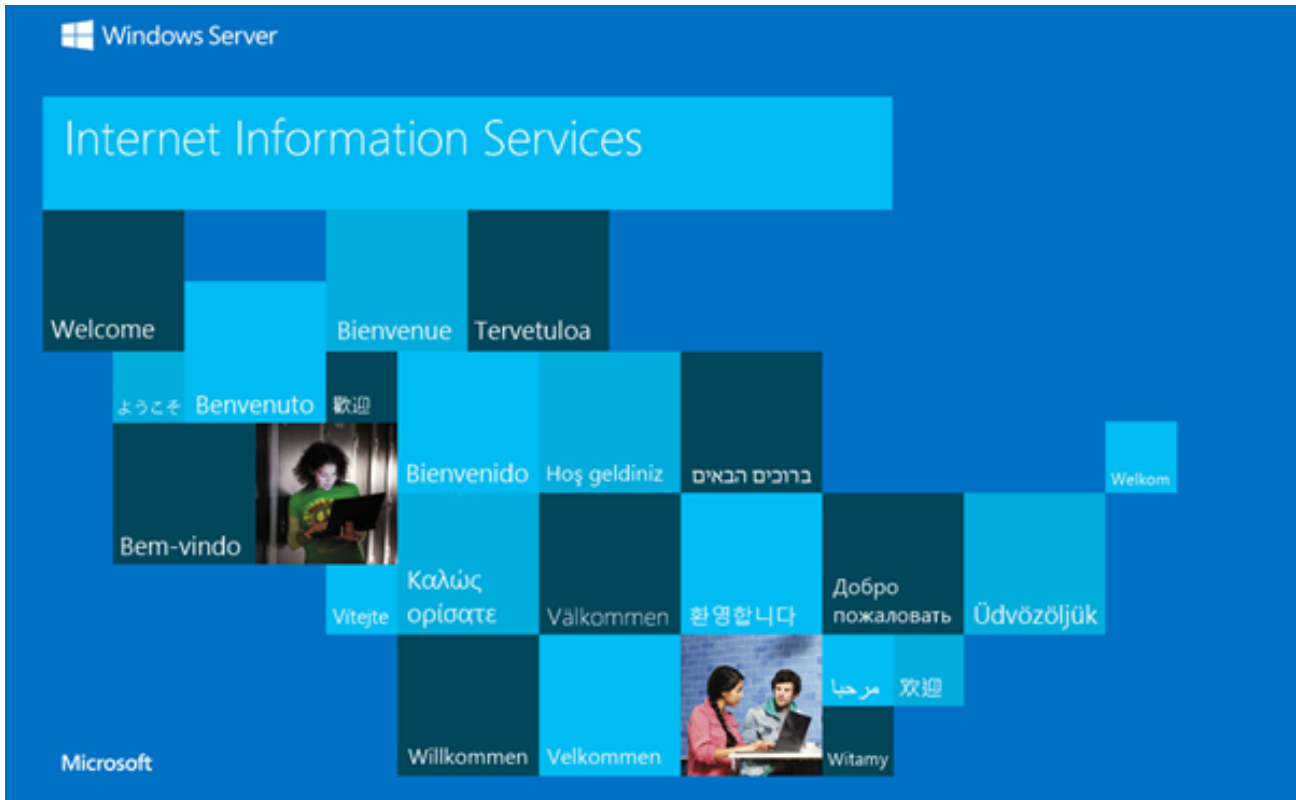 Windows Server
Internet Information Services
Welcome
Bienvenue
Tervetuloa
ようこそ
Benvenuto
歡迎
Bienvenido
Hoş geldiniz
ברוכים הבאים
Welkom
Bem-vindo
Καλώς
ορίσατε
Vítejte
Välkommen
환영합니다
Добро
пожаловать
Üdvözöljük
مرحبا
欢迎
Willkommen
Velkommen
Witamy
Microsoft